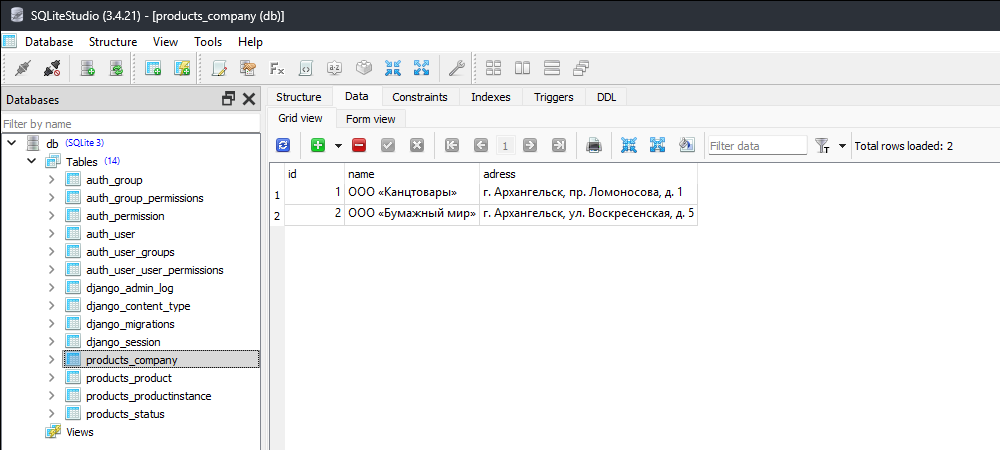 SQLiteStudio (3.4.21) - [products_company (db)]
Database Structure View Tools Help
Databases
Filter by name
db (SQLite 3)
Tables (14)
auth_group
auth_group_permissions
auth_permission
auth_user
auth_user_groups
auth_user_user_permissions
django_admin_log
django_content_type
django_migrations
django_session
products_company
products_product
products_productinstance
products_status
Views
Structure Data Constraints Indexes Triggers DDL
Grid view Form view
1 Filter data Total rows loaded: 2
id name adress
1 1 ООО «Канцтовары» г. Архангельск, пр. Ломоносова, д. 1
2 2 ООО «Бумажный мир» г. Архангельск, ул. Воскресенская, д. 5